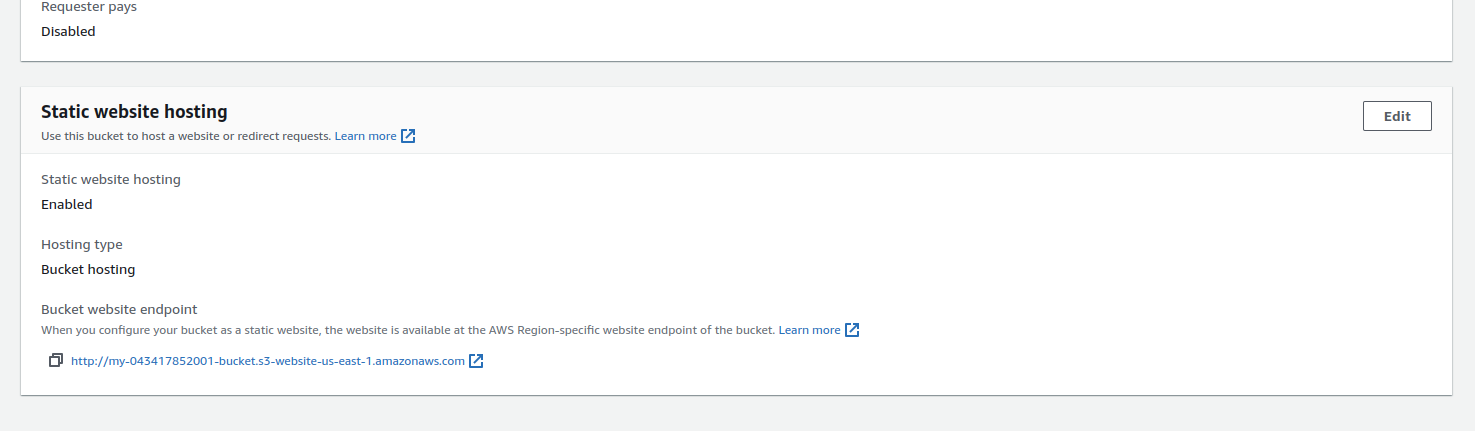 Requester pays
Disabled
Static website hosting
Edit
Use this bucket to host a website or redirect requests. Learn more
Static website hosting
Enabled
Hosting type
Bucket hosting
Bucket website endpoint
When you configure your bucket as a static website, the website is available at the AWS Region-specific website endpoint of the bucket. Learn more
http://my-043417852001-bucket.s3-website-us-east-1.amazonaws.com